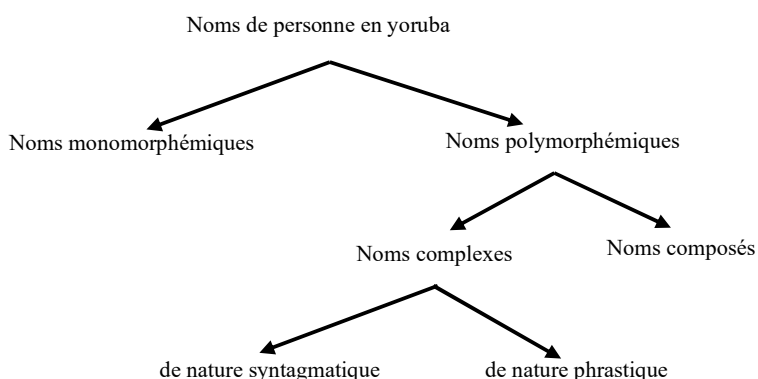 Noms de personne en yoruba
Noms monomorphémiques
Noms polymorphémiques
Noms complexes
Noms composés
de nature syntagmatique
de nature phrastique